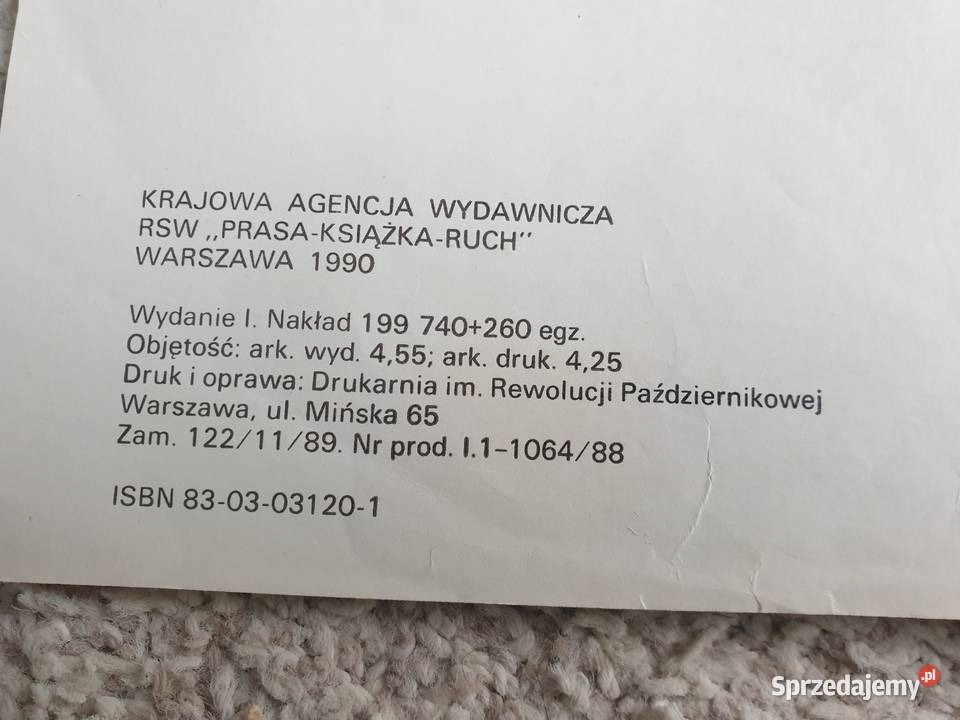 KRAJOWA AGENCJA WYDAWNICZA
RSW „PRASA-KSIĄŻKA-RUCH”
WARSZAWA 1990
Wydanie I. Nakład 199 740+260 egz.
Objętość: ark. wyd. 4,55; ark. druk. 4,25
Druk i oprawa: Drukarnia im. Rewolucji Październikowej
Warszawa, ul. Mińska 65
Zam. 122/11/89. Nr prod. I.1–1064/88
ISBN 83-03-03120-1
Sprzedajemy.pl